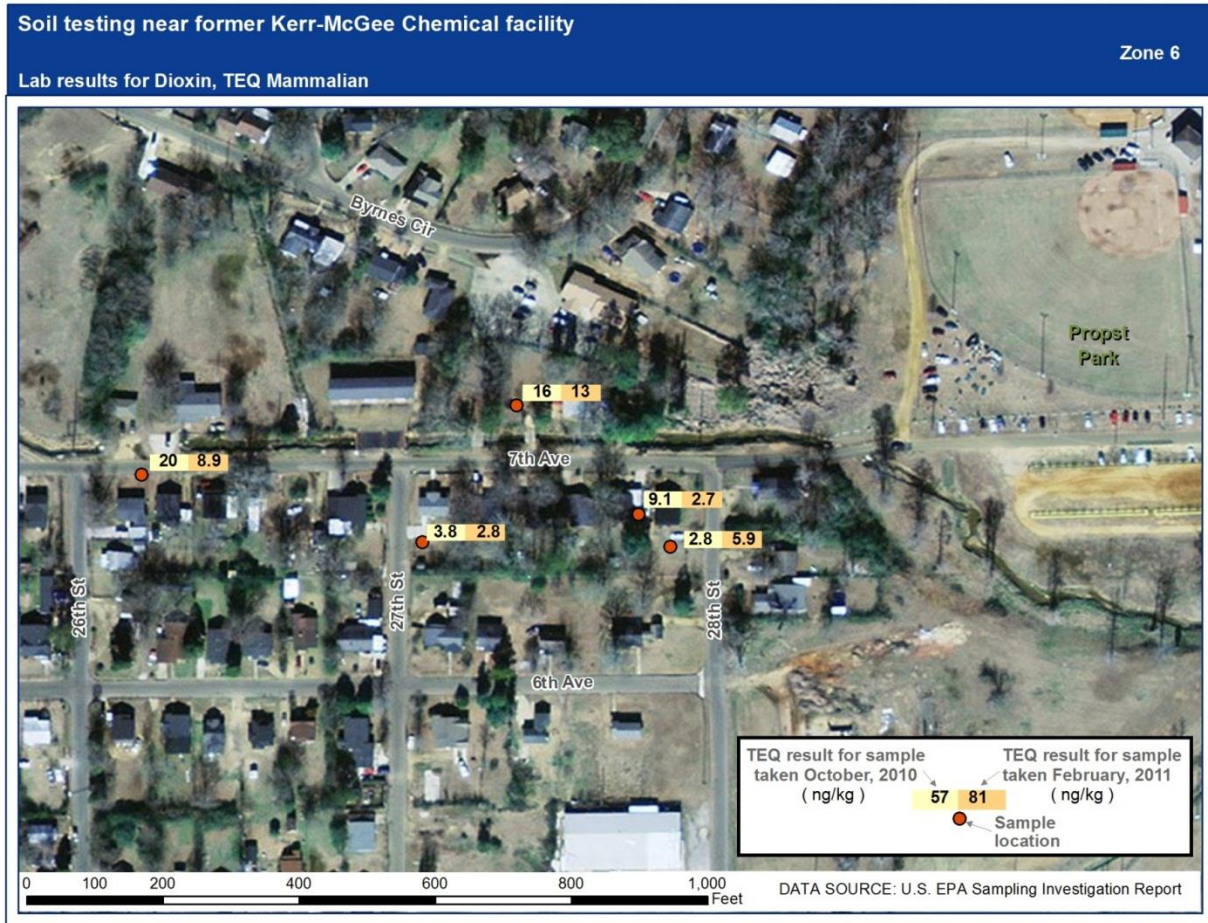 Soil testing near former Kerr-McGee Chemical facility
Zone 6
Lab results for Dioxin, TEQ Mammalian
Byrnes Cir
Propst
Park
16 13
7th Ave
20 8.9
9.1 2.7
3.8 2.8
2.8 5.9
26th St
27th St
28th St
6th Ave
TEQ result for sample
taken October, 2010
( ng/kg )
TEQ result for sample
taken February, 2011
( ng/kg )
57 81
Sample
location
0 100 200 400 600 800 1,000
Feet
DATA SOURCE: U.S. EPA Sampling Investigation Report